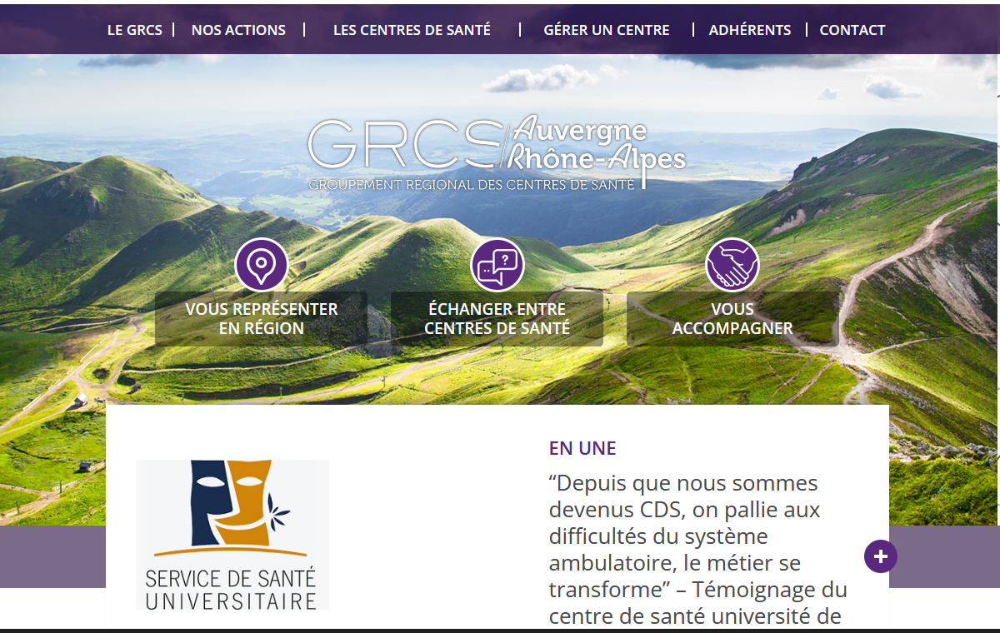 LE GRCS
NOS ACTIONS
LES CENTRES DE SANTÉ
GÉRER UN CENTRE
ADHÉRENTS
CONTACT
GRCS
Auvergne
Rhône-Alpes
GROUPEMENT RÉGIONAL DES CENTRES DE SANTÉ
VOUS REPRÉSENTER
EN RÉGION
ÉCHANGER ENTRE
CENTRES DE SANTÉ
VOUS
ACCOMPAGNER
SERVICE DE SANTÉ
UNIVERSITAIRE
EN UNE
“Depuis que nous sommes
devenus CDS, on pallie aux
difficultés du système
ambulatoire, le métier se
transforme” – Témoignage du
centre de santé université de